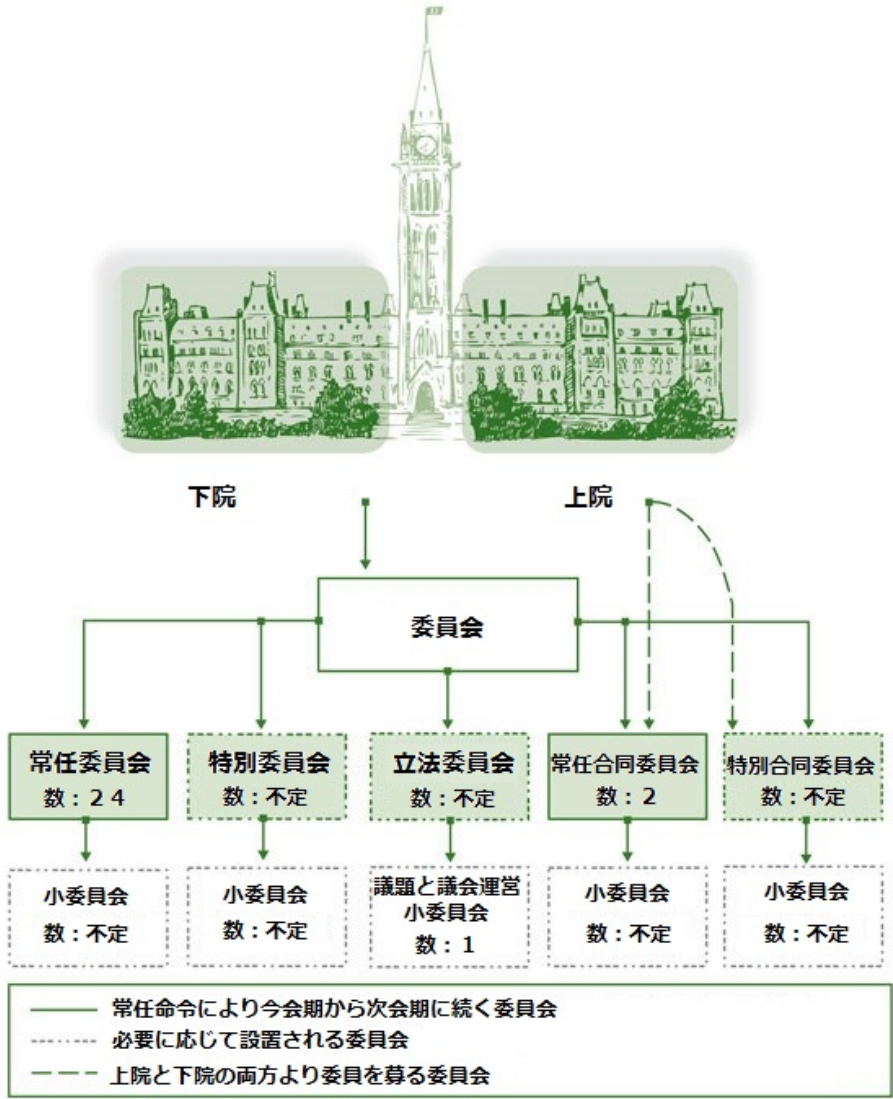 下院
上院
委員会
常任委員会
数：２４
特別委員会
数：不定
立法委員会
数：不定
常任合同委員会
数：2
特別合同委員会
数：不定
小委員会
数：不定
小委員会
数：不定
議題と議会運営
小委員会
数：1
小委員会
数：不定
小委員会
数：不定
常任命令により今会期から次会期に続く委員会
必要に応じて設置される委員会
上院と下院の両方より委員を募る委員会